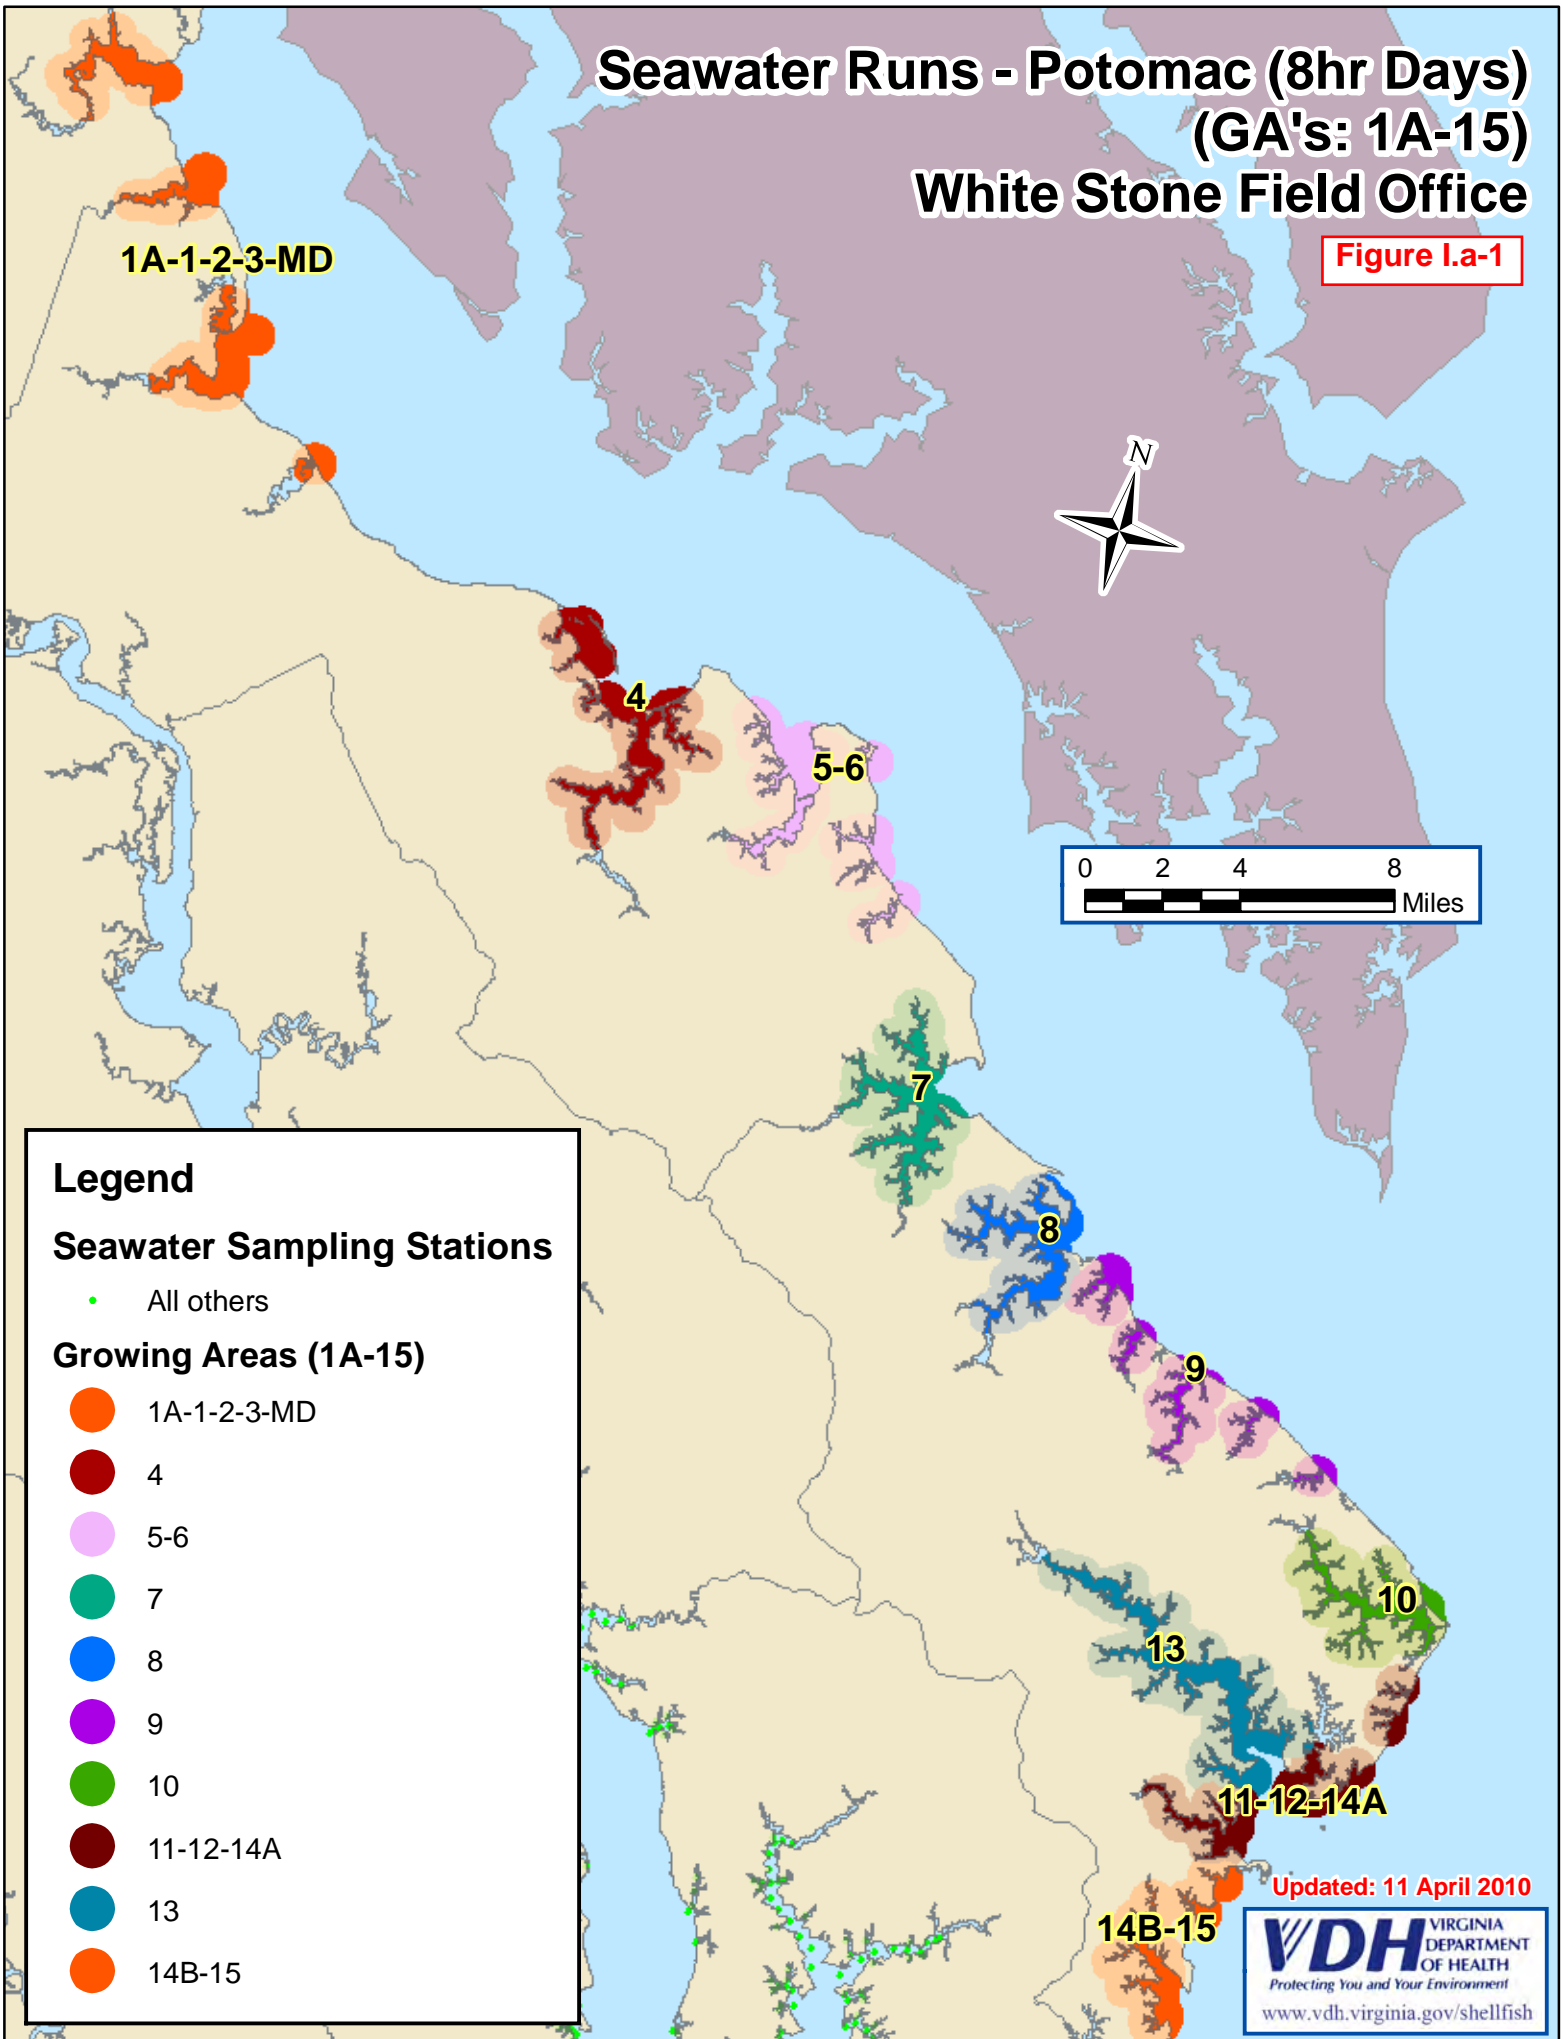 Seawater Runs - Potomac (8hr Days)
(GA's: 1A-15)
White Stone Field Office
Figure I.a-1
1A-1-2-3-MD
N
4
5-6
0 2 4 8
Miles
7
8
9
10
13
11-12-14A
14B-15
Legend
Seawater Sampling Stations
All others
Growing Areas (1A-15)
1A-1-2-3-MD
4
5-6
7
8
9
10
11-12-14A
13
14B-15
Updated: 11 April 2010
VDH VIRGINIA
DEPARTMENT
OF HEALTH
Protecting You and Your Environment
www.vdh.virginia.gov/shellfish